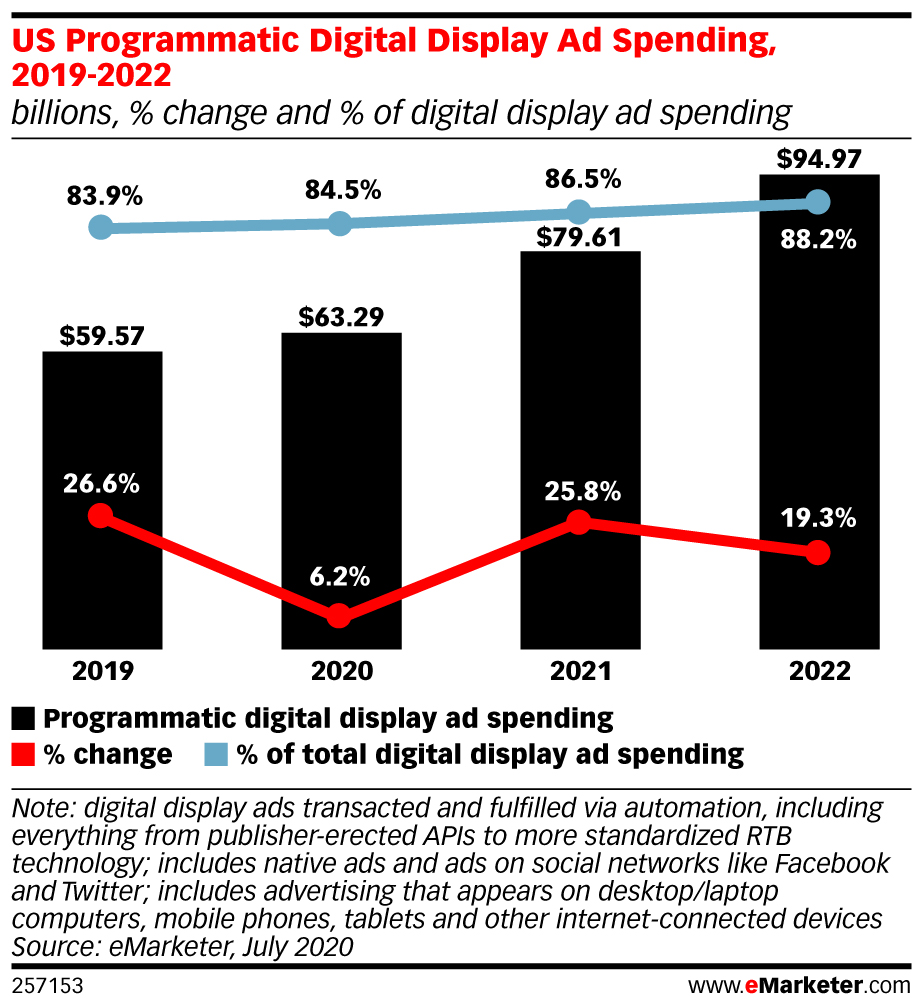 US Programmatic Digital Display Ad Spending,
2019-2022
billions, % change and % of digital display ad spending
83.9%
84.5%
86.5%
$94.97
88.2%
$79.61
$63.29
$59.57
26.6%
6.2%
25.8%
19.3%
2019
2020
2021
2022
Programmatic digital display ad spending
% change
% of total digital display ad spending
Note: digital display ads transacted and fulfilled via automation, including
everything from publisher-erected APIs to more standardized RTB
technology; includes native ads and ads on social networks like Facebook
and Twitter; includes advertising that appears on desktop/laptop
computers, mobile phones, tablets and other internet-connected devices
Source: eMarketer, July 2020
257153
www.eMarketer.com